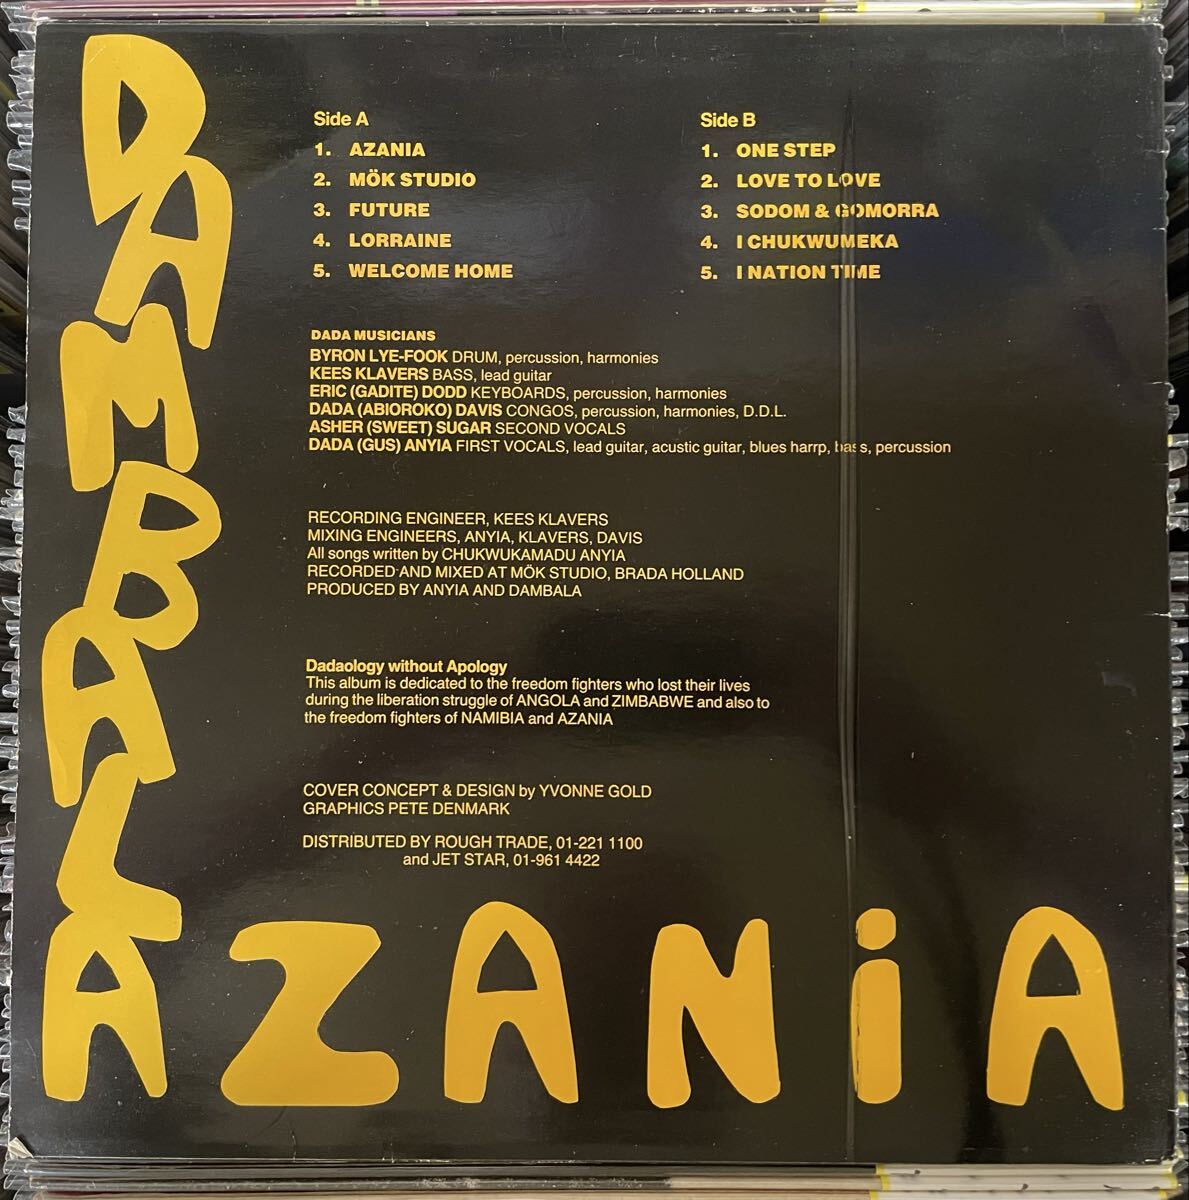 DAMBALA
AZANiA
Side A
1. AZANIA
2. MÖK STUDIO
3. FUTURE
4. LORRAINE
5. WELCOME HOME
Side B
1. ONE STEP
2. LOVE TO LOVE
3. SODOM & GOMORRA
4. I CHUKWUMEKA
5. I NATION TIME
DADA MUSICIANS
BYRON LYE-FOOK DRUM, percussion, harmonies
KEES KLAVERS BASS, lead guitar
ERIC (GADITE) DODD KEYBOARDS, percussion, harmonies
DADA (ABIOROKO) DAVIS CONGOS, percussion, harmonies, D.D.L.
ASHER (SWEET) SUGAR SECOND VOCALS
DADA (GUS) ANYIA FIRST VOCALS, lead guitar, acustic guitar, blues harrp, bass, percussion
RECORDING ENGINEER, KEES KLAVERS
MIXING ENGINEERS, ANYIA, KLAVERS, DAVIS
All songs written by CHUKWUKAMADU ANYIA
RECORDED AND MIXED AT MÖK STUDIO, BRADA HOLLAND
PRODUCED BY ANYIA AND DAMBALA
Dadaology without Apology
This album is dedicated to the freedom fighters who lost their lives
during the liberation struggle of ANGOLA and ZIMBABWE and also to
the freedom fighters of NAMIBIA and AZANIA
COVER CONCEPT & DESIGN by YVONNE GOLD
GRAPHICS PETE DENMARK
DISTRIBUTED BY ROUGH TRADE, 01-221 1100
and JET STAR, 01-961 4422